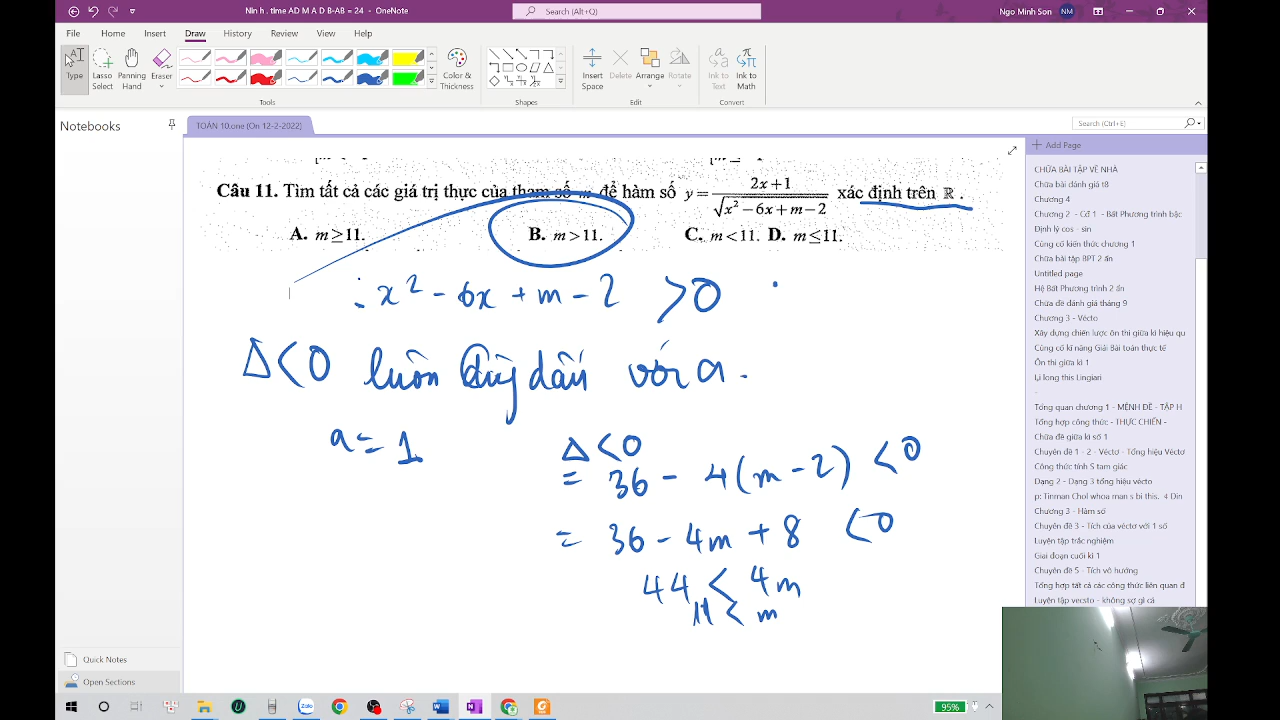 Nin h . time AD M A D B-AB = 24 - OneNote
Search (Alt+Q)
Ngo Minh Son NM
File Home Insert Draw History Review View Help
Type Lasso Select Panning Hand Eraser Color & Thickness Insert Space Delete Arrange Rotate Ink to Text Ink to Math
Tools Shapes Edit Convert
Notebooks
TOÁN 10.one (On 12-2-2022)
Search (Ctrl+E)
Add Page
Câu 11. Tìm tất cả các giá trị thực của tham số m để hàm số y = (2x+1)/√(x² − 6x + m − 2) xác định trên ℝ .
A. m ≥ 11. B. m > 11. C. m < 11. D. m ≤ 11.
x² - 6x + m - 2 > 0
Δ < 0 luôn cùng dấu với a.
a = 1
Δ < 0
= 36 - 4(m - 2) < 0
= 36 - 4m + 8 < 0
44 < 4m
11 < m
CHỮA BÀI TẬP VỀ NHÀ
Chữa bài đánh giá t8
Chương 4
Chương 2 - Cđ 1 - Bất Phương trình bậc
Định lý cos - sin
Củng cố kiến thức chương 1
Chữa bài tập BPT 2 ẩn
Untitled page
Hệ Bất Phương trình 2 ẩn
Chữa đề đánh giá tháng 9
Chương 3 - Véctơ
Xây dựng chiến lược ôn thi giữa kì hiệu qu
Củng cố kĩ năng Giải Bài toán thực tế
Ôn thi giữa kì 1
I,i long this Lingiari
Tổng quan chương 1 - MỆNH ĐỀ - TẬP H
Tổng hợp công thức - THỰC CHIẾN -
Chữa đề giữa kì số 1
Chuyên đề 1 - 2 - Véctơ - Tổng hiệu Véctơ
Công thức tính S tam giác
Dạng 2 - Dạng 3 tổng hiệu véctơ
p: Tinman Chol whoa man s bi this. 4 Din
Chương 3 - Hàm số
Chuyên đề 3 - Tích của véctơ với 1 số
Luyện tập trắc nghiệm
Giai đoạn cuối kì 1
Chuyên đề 5 - Tích vô hướng
Tổng hợp tất cả các công thức liên quan đ
Luyện tập vecsto - không sợ gì cả
Quick Notes
Open Sections
Zalo
95%